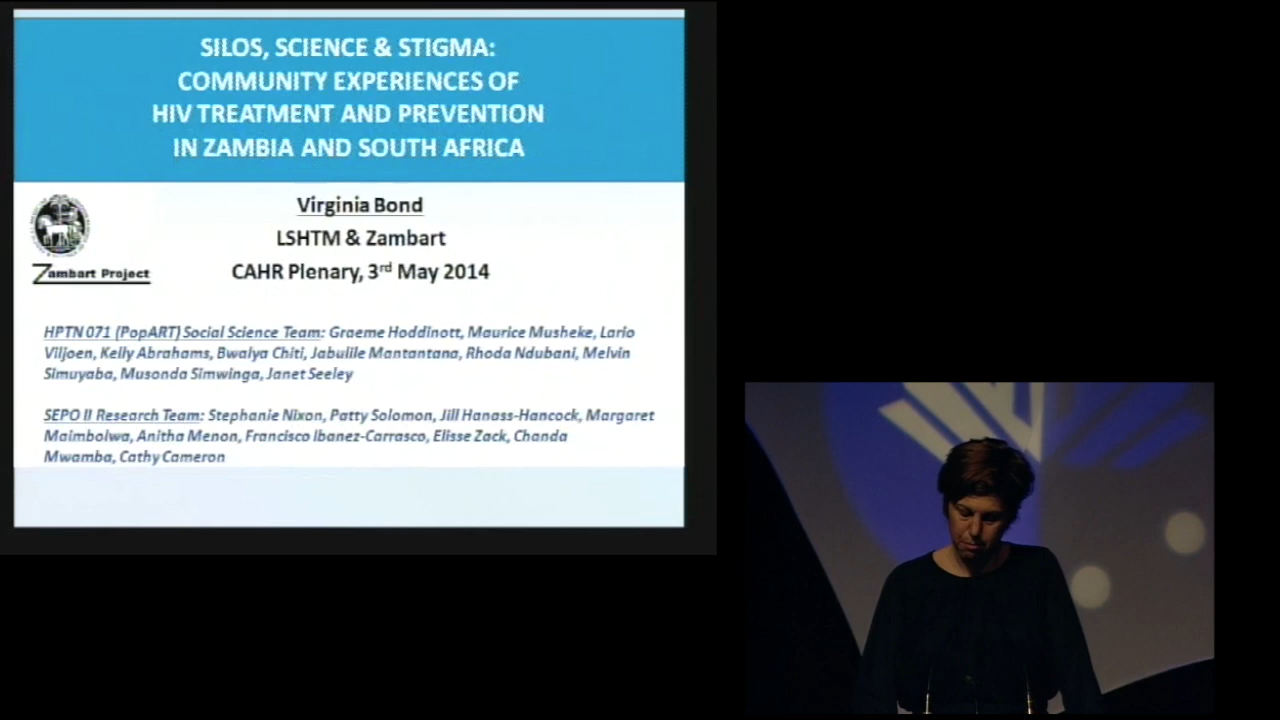 SILOS, SCIENCE & STIGMA:
COMMUNITY EXPERIENCES OF
HIV TREATMENT AND PREVENTION
IN ZAMBIA AND SOUTH AFRICA
Virginia Bond
LSHTM & Zambart
CAHR Plenary, 3rd May 2014
Zambart Project
HPTN 071 (PopART) Social Science Team: Graeme Hoddinott, Maurice Musheke, Lario
Viljoen, Kelly Abrahams, Bwalya Chiti, Jabulile Mantantana, Rhoda Ndubani, Melvin
Simuyaba, Musonda Simwinga, Janet Seeley
SEPO II Research Team: Stephanie Nixon, Patty Solomon, Jill Hanass-Hancock, Margaret
Maimbolwa, Anitha Menon, Francisco Ibanez-Carrasco, Elisse Zack, Chanda
Mwamba, Cathy Cameron